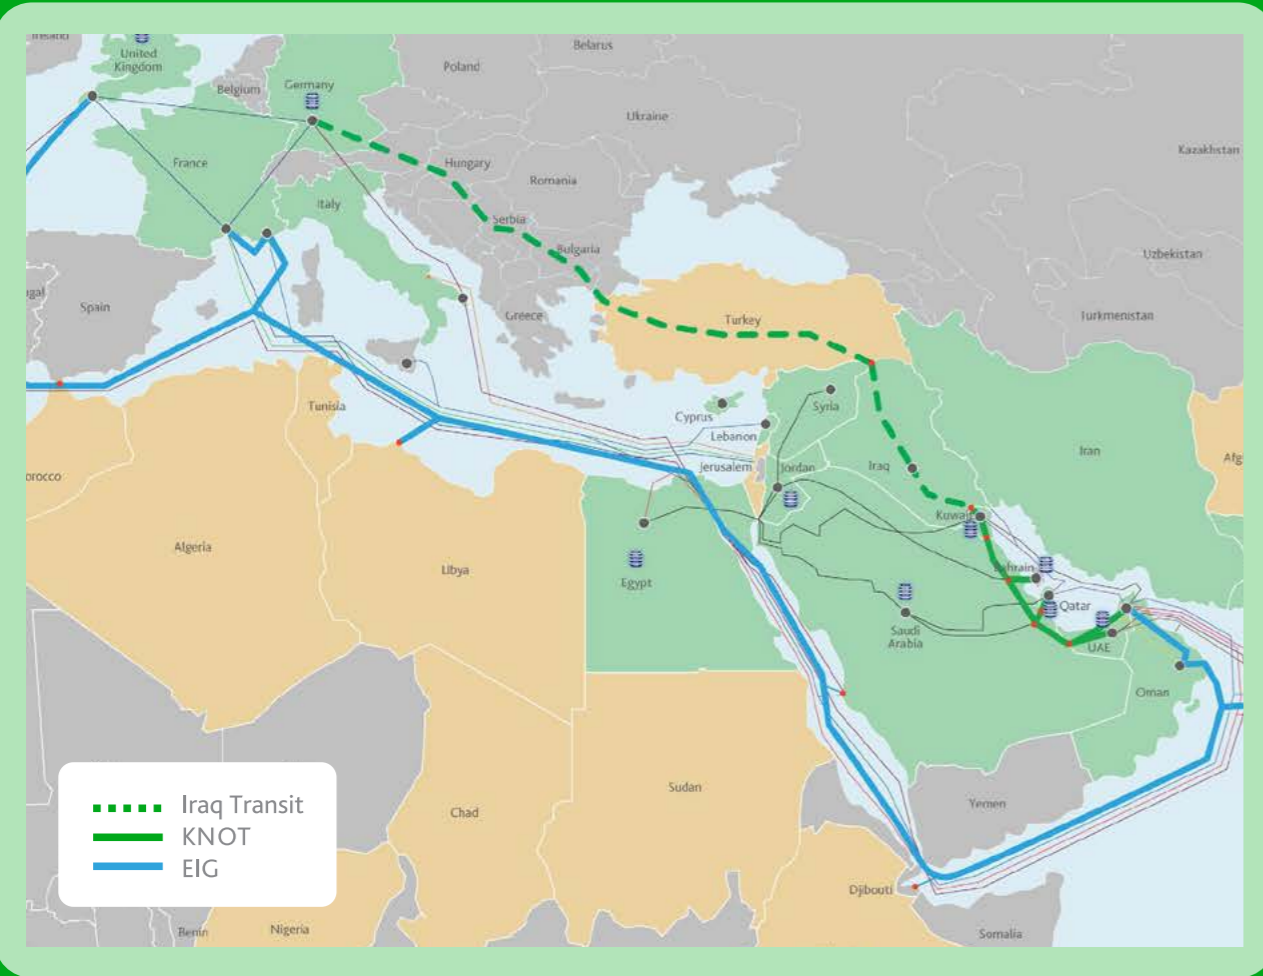 Ireland
United
Kingdom
Belgium
Germany
Poland
Belarus
Ukraine
Kazakhstan
France
Hungary
Romania
Italy
Serbia
Bulgaria
Uzbekistan
gal
Spain
Greece
Turkey
Turkmenistan
Tunisia
Cyprus
Syria
Lebanon
Jerusalem
Jordan
Iraq
Iran
Afg
orocco
Algeria
Libya
Egypt
Kuwait
Bahrain
Qatar
Saudi
Arabia
UAE
Oman
Chad
Sudan
Yemen
Djibouti
Benin
Nigeria
Somalia
Iraq Transit
KNOT
EIG